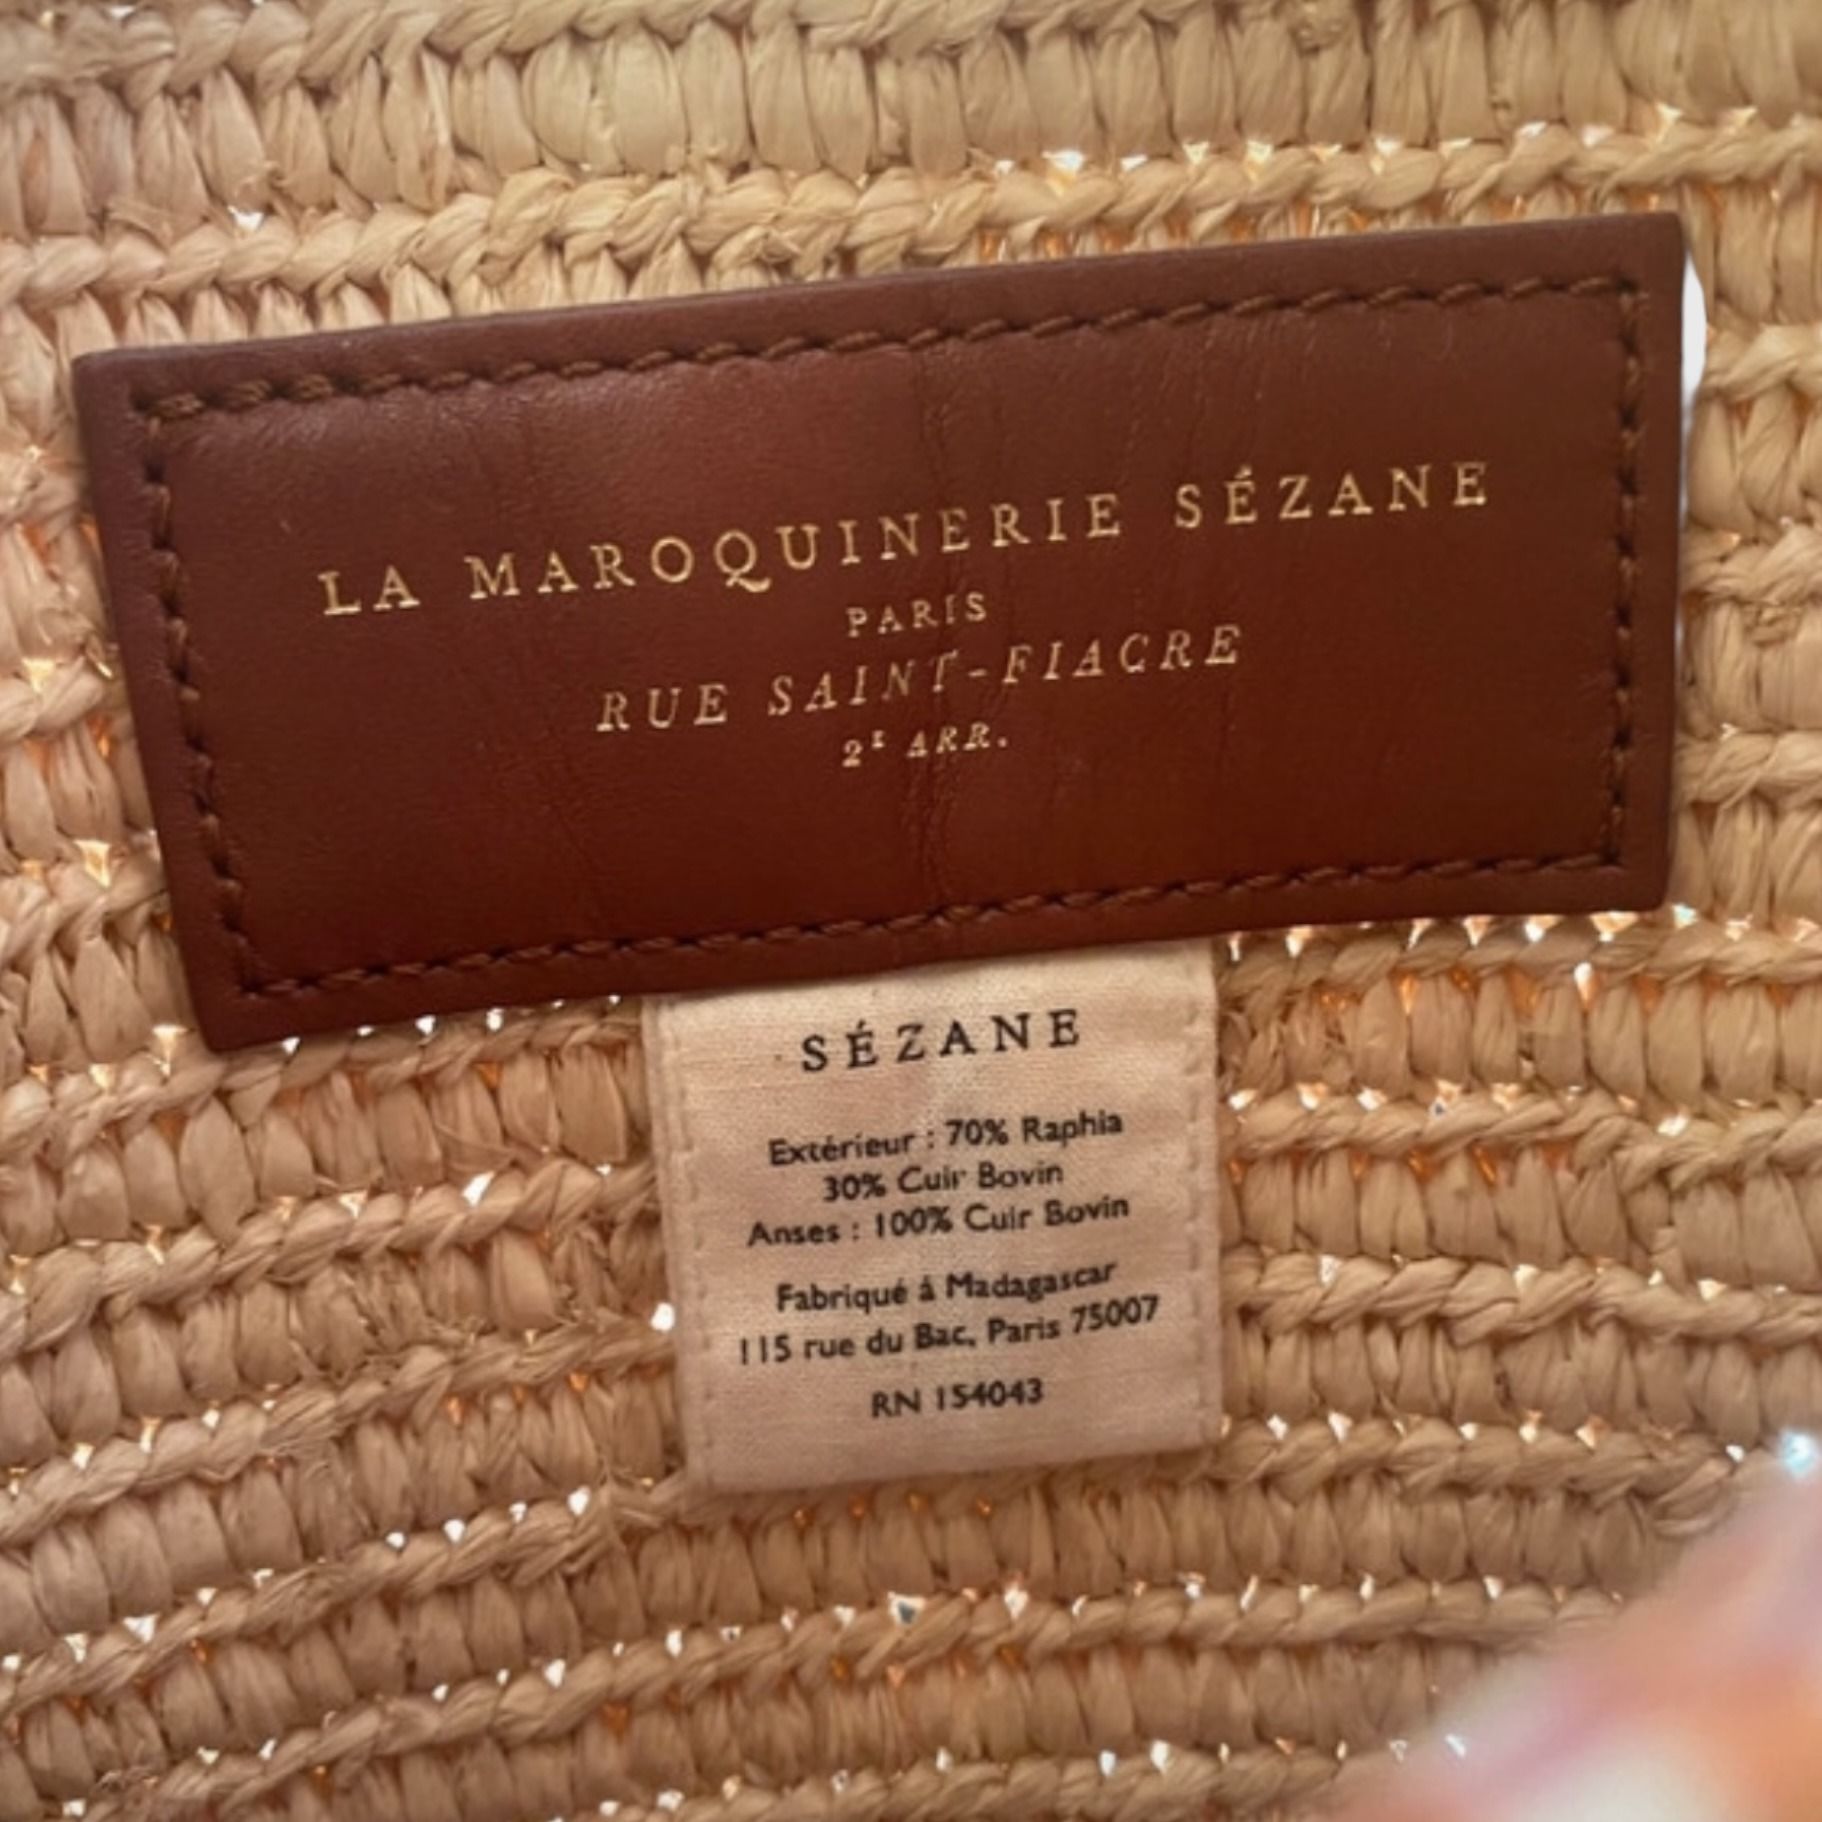 LA MAROQUINERIE SÉZANE
PARIS
RUE SAINT-FIACRE
2E ARR.
SÉZANE
Extérieur : 70% Raphia
30% Cuir Bovin
Anses : 100% Cuir Bovin
Fabriqué à Madagascar
115 rue du Bac, Paris 75007
RN 154043